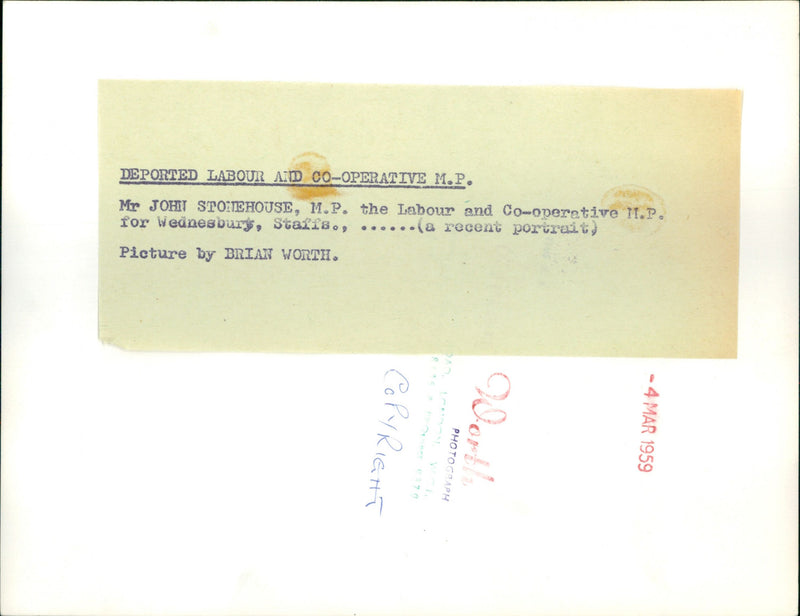 DEPORTED LABOUR AND CO-OPERATIVE M.P.
Mr JOHN STONEHOUSE, M.P. the Labour and Co-operative M.P.
for Wednesbury, Staffs., ......(a recent portrait)
Picture by BRIAN WORTH.
-4 MAR 1959
Worth
PHOTOGRAPH
COPYRIGHT